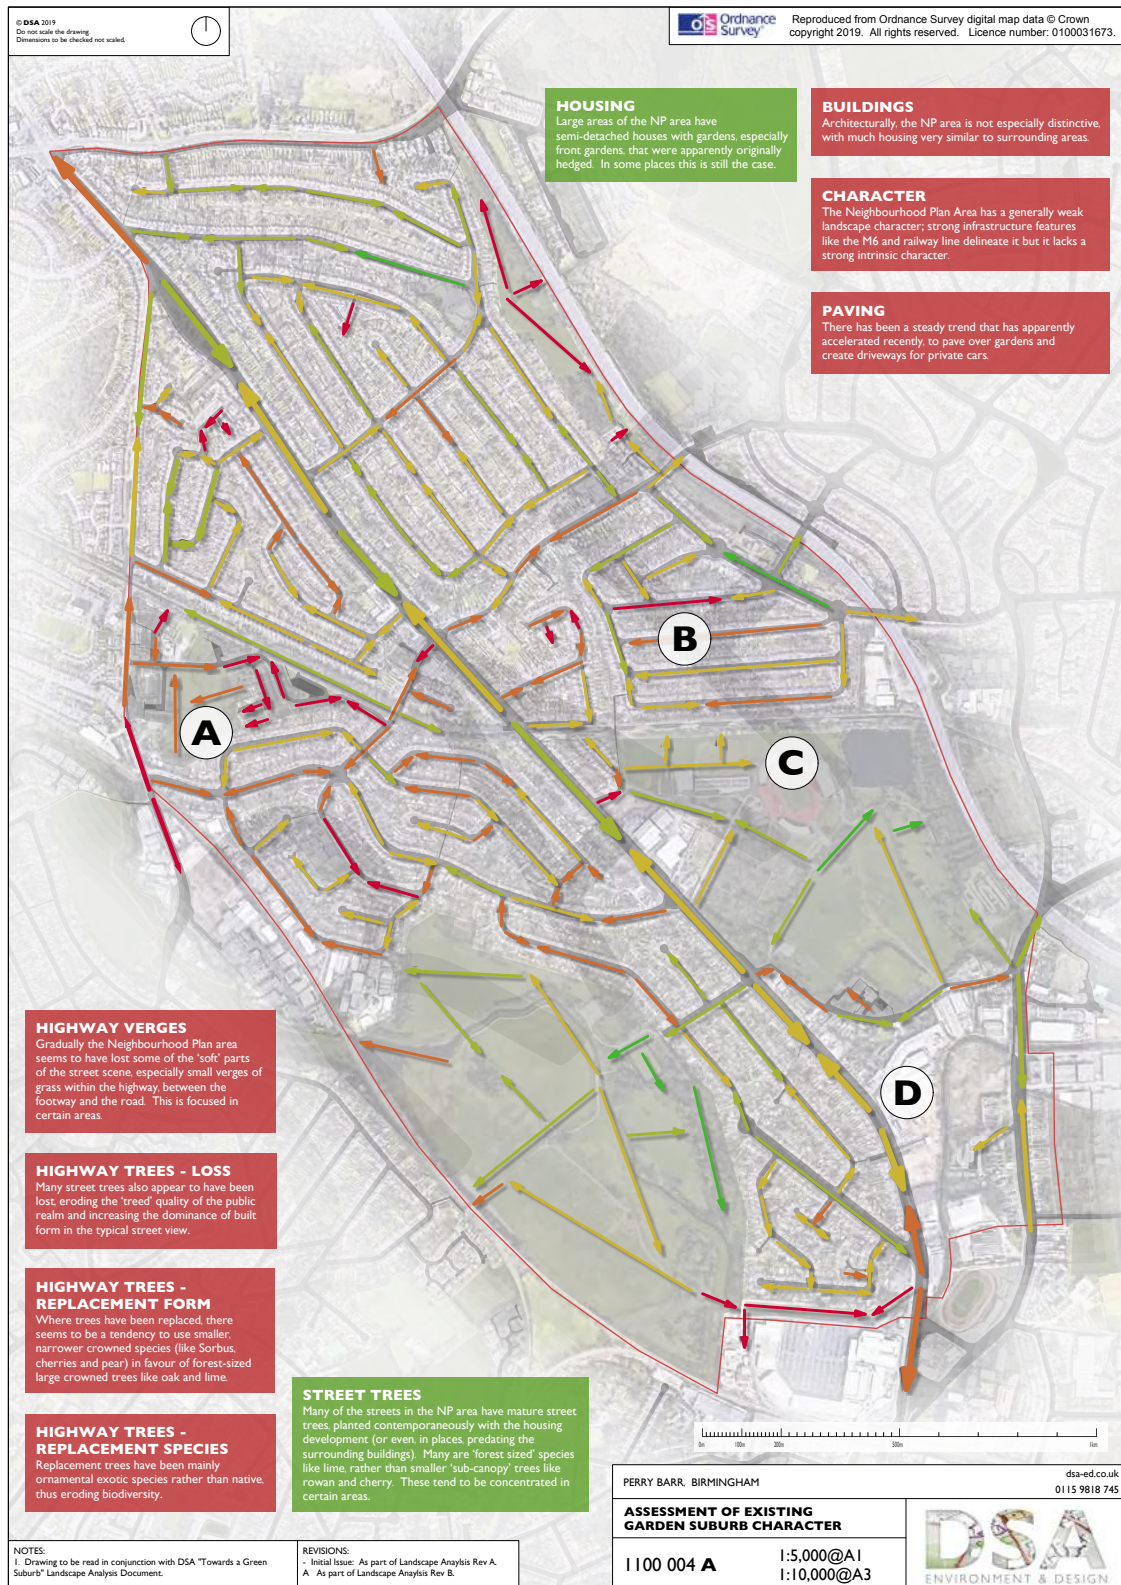 © DSA 2019
Do not scale the drawing
Dimensions to be checked not scaled.
OS Ordnance Survey®
Reproduced from Ordnance Survey digital map data © Crown
copyright 2019. All rights reserved. Licence number: 0100031673.
HOUSING
Large areas of the NP area have
semi-detached houses with gardens, especially
front gardens, that were apparently originally
hedged. In some places this is still the case.
BUILDINGS
Architecturally, the NP area is not especially distinctive,
with much housing very similar to surrounding areas.
CHARACTER
The Neighbourhood Plan Area has a generally weak
landscape character; strong infrastructure features
like the M6 and railway line delineate it but it lacks a
strong intrinsic character.
PAVING
There has been a steady trend that has apparently
accelerated recently, to pave over gardens and
create driveways for private cars.
B
A
C
D
HIGHWAY VERGES
Gradually the Neighbourhood Plan area
seems to have lost some of the 'soft' parts
of the street scene, especially small verges of
grass within the highway, between the
footway and the road. This is focused in
certain areas.
HIGHWAY TREES - LOSS
Many street trees also appear to have been
lost, eroding the 'treed' quality of the public
realm and increasing the dominance of built
form in the typical street view.
HIGHWAY TREES -
REPLACEMENT FORM
Where trees have been replaced, there
seems to be a tendency to use smaller,
narrower crowned species (like Sorbus,
cherries and pear) in favour of forest-sized
large crowned trees like oak and lime.
HIGHWAY TREES -
REPLACEMENT SPECIES
Replacement trees have been mainly
ornamental exotic species rather than native,
thus eroding biodiversity.
STREET TREES
Many of the streets in the NP area have mature street
trees, planted contemporaneously with the housing
development (or even, in places, predating the
surrounding buildings). Many are 'forest sized' species
like lime, rather than smaller 'sub-canopy' trees like
rowan and cherry. These tend to be concentrated in
certain areas.
0m 100m 200m 500m 1km
PERRY BARR, BIRMINGHAM
dsa-ed.co.uk
0115 9818 745
ASSESSMENT OF EXISTING
GARDEN SUBURB CHARACTER
1100 004 A
1:5,000@A1
1:10,000@A3
DSA
ENVIRONMENT & DESIGN
NOTES:
1. Drawing to be read in conjunction with DSA "Towards a Green
Suburb" Landscape Analysis Document.
REVISIONS:
- Initial Issue: As part of Landscape Anaylsis Rev A.
A As part of Landscape Anaylsis Rev B.